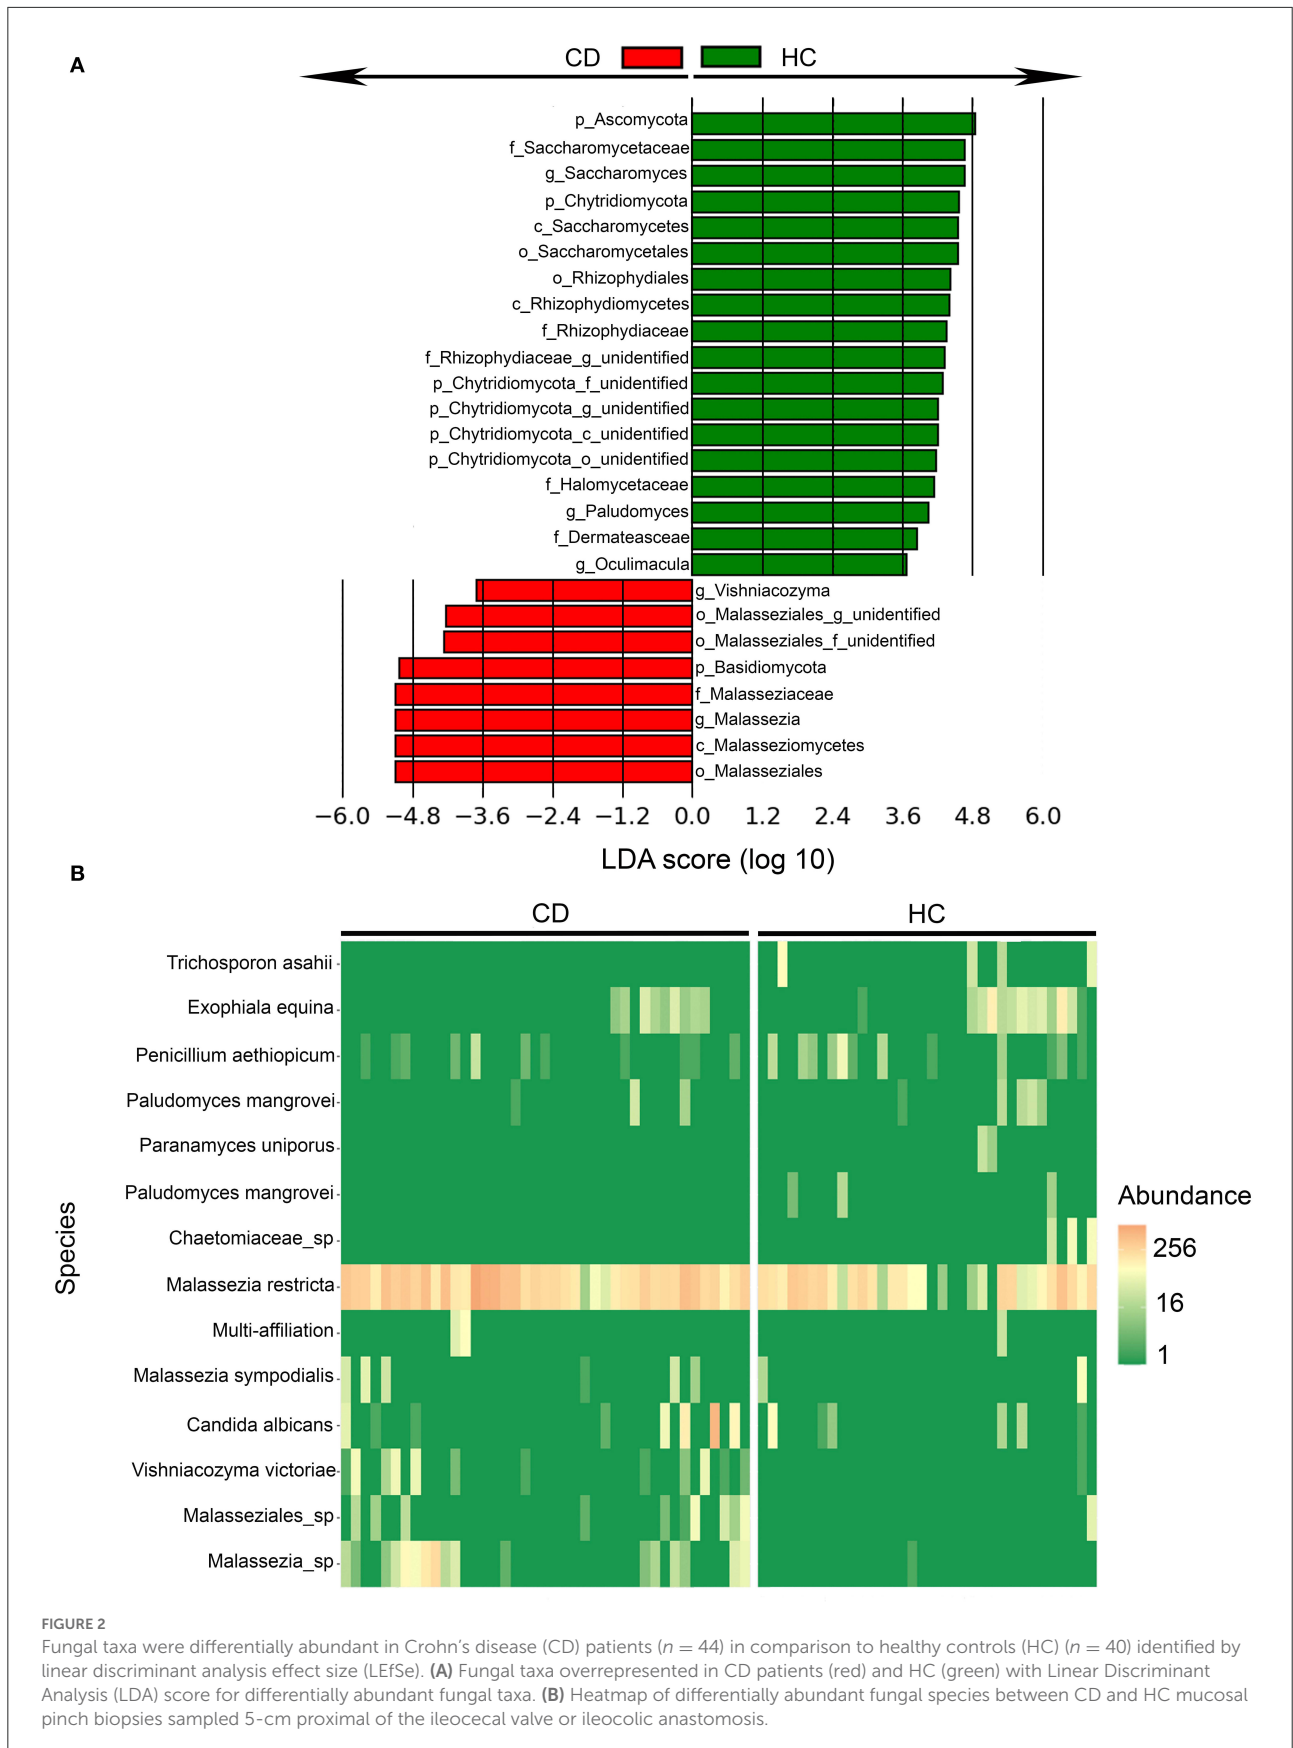 A
CD
HC
p_Ascomycota
f_Saccharomycetaceae
g_Saccharomyces
p_Chytridiomycota
c_Saccharomycetes
o_Saccharomycetales
o_Rhizophydiales
c_Rhizophydiomycetes
f_Rhizophydiaceae
f_Rhizophydiaceae_g_unidentified
p_Chytridiomycota_f_unidentified
p_Chytridiomycota_g_unidentified
p_Chytridiomycota_c_unidentified
p_Chytridiomycota_o_unidentified
f_Halomycetaceae
g_Paludomyces
f_Dermateasceae
g_Oculimacula
g_Vishniacozyma
o_Malasseziales_g_unidentified
o_Malasseziales_f_unidentified
p_Basidiomycota
f_Malasseziaceae
g_Malassezia
c_Malasseziomycetes
o_Malasseziales
−6.0 −4.8 −3.6 −2.4 −1.2 0.0 1.2 2.4 3.6 4.8 6.0
LDA score (log 10)
B
CD
HC
Trichosporon asahii
Exophiala equina
Penicillium aethiopicum
Paludomyces mangrovei
Paranamyces uniporus
Paludomyces mangrovei
Chaetomiaceae_sp
Malassezia restricta
Multi-affiliation
Malassezia sympodialis
Candida albicans
Vishniacozyma victoriae
Malasseziales_sp
Malassezia_sp
Species
Abundance
256
16
1
FIGURE 2
Fungal taxa were differentially abundant in Crohn's disease (CD) patients (n = 44) in comparison to healthy controls (HC) (n = 40) identified by
linear discriminant analysis effect size (LEfSe). (A) Fungal taxa overrepresented in CD patients (red) and HC (green) with Linear Discriminant
Analysis (LDA) score for differentially abundant fungal taxa. (B) Heatmap of differentially abundant fungal species between CD and HC mucosal
pinch biopsies sampled 5-cm proximal of the ileocecal valve or ileocolic anastomosis.